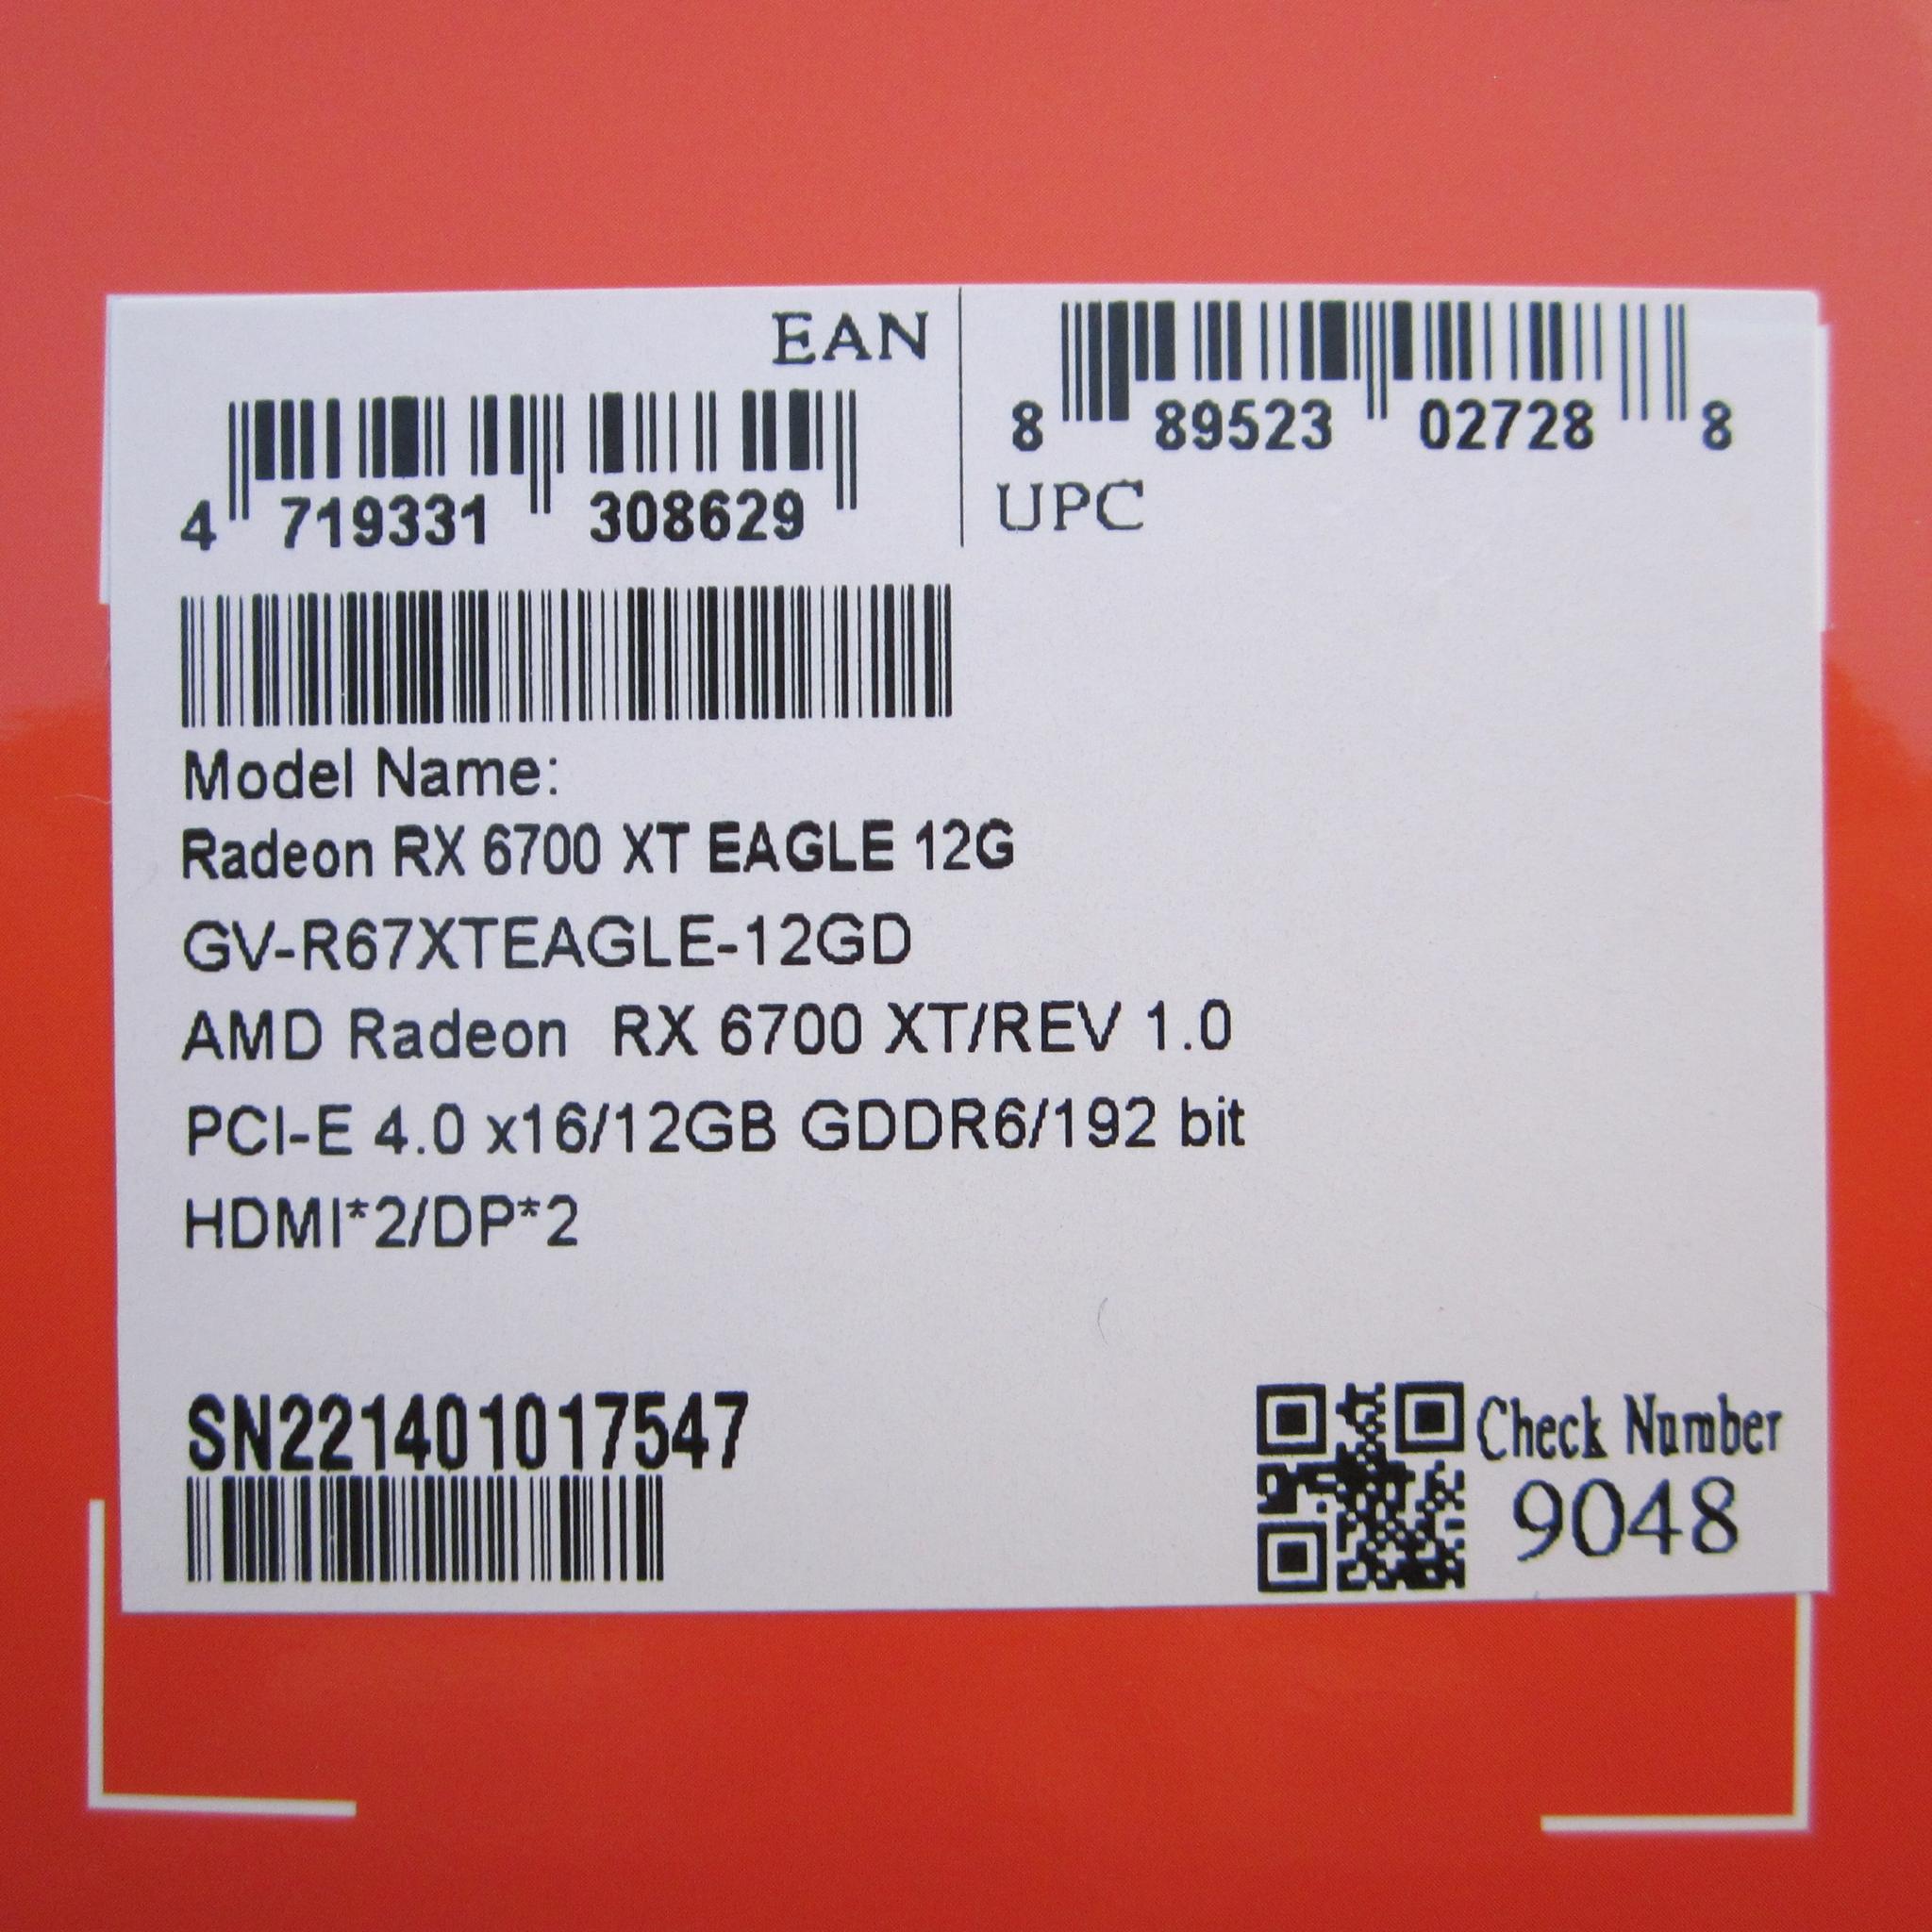 EAN
4 719331 308629
8 89523 02728 8
UPC
Model Name:
Radeon RX 6700 XT EAGLE 12G
GV-R67XTEAGLE-12GD
AMD Radeon RX 6700 XT/REV 1.0
PCI-E 4.0 x16/12GB GDDR6/192 bit
HDMI*2/DP*2
SN221401017547
Check Number
9048